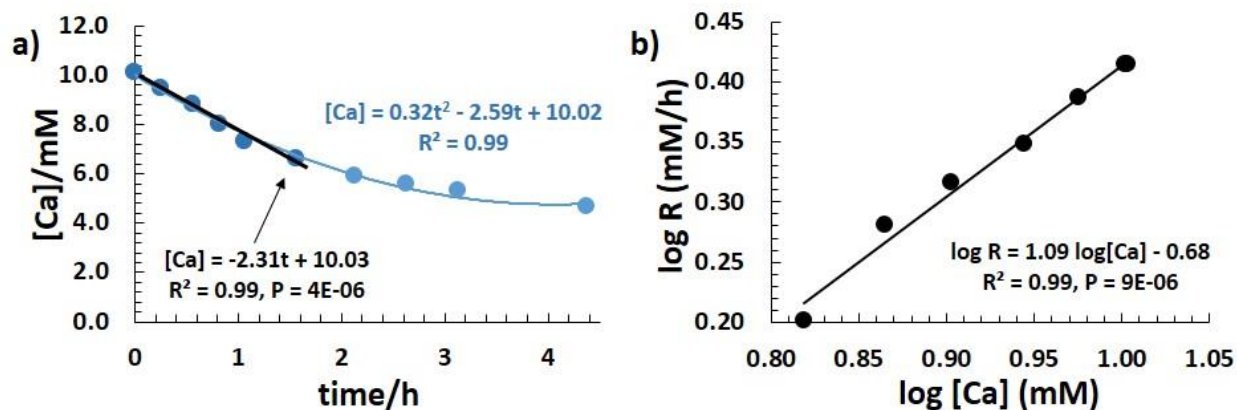 a)
12.0
10.0
8.0
6.0
4.0
2.0
0.0
[Ca]/mM
[Ca] = 0.32t² - 2.59t + 10.02
R² = 0.99
[Ca] = -2.31t + 10.03
R² = 0.99, P = 4E-06
0 1 2 3 4
time/h
b)
0.45
0.40
0.35
0.30
0.25
0.20
log R (mM/h)
log R = 1.09 log[Ca] - 0.68
R² = 0.99, P = 9E-06
0.80 0.85 0.90 0.95 1.00 1.05
log [Ca] (mM)